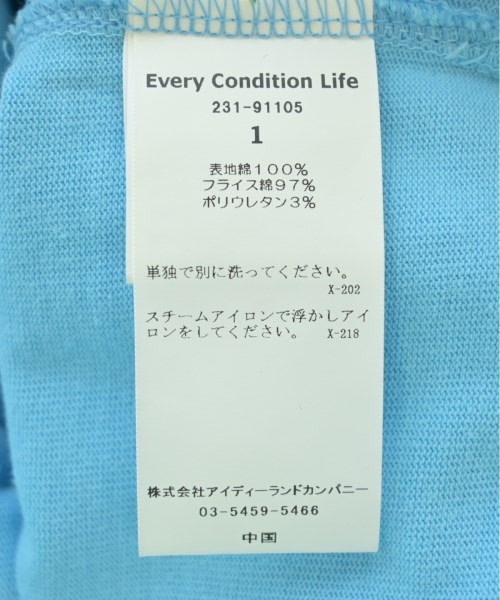 Every Condition Life
231-91105
1
表地綿１００％
フライス綿９７％
ポリウレタン３％
単独で別に洗ってください。
X-202
スチームアイロンで浮かしアイ
ロンをしてください。 X-218
株式会社アイディーランドカンパニー
03-5459-5466
中国